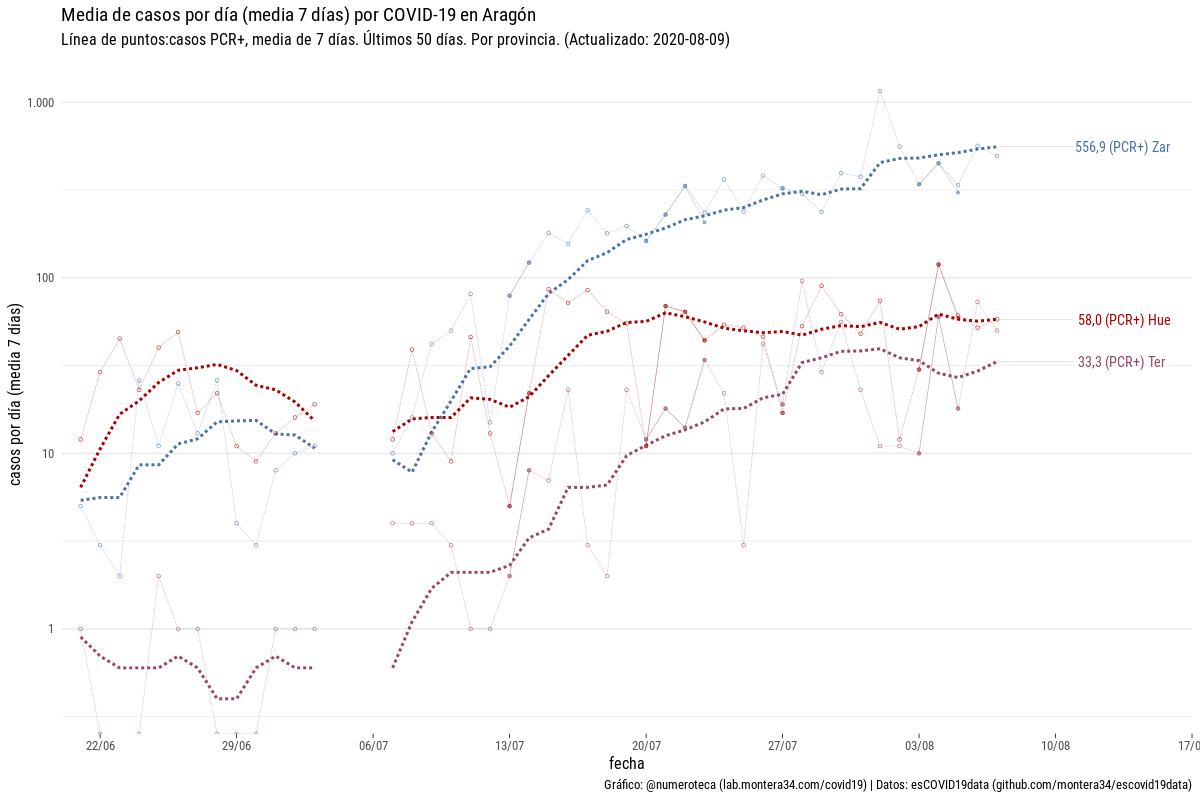 Media de casos por día (media 7 días) por COVID-19 en Aragón
Línea de puntos:casos PCR+, media de 7 días. Últimos 50 días. Por provincia. (Actualizado: 2020-08-09)
casos por día (media 7 días)
1.000
100
10
1
556,9 (PCR+) Zar
58,0 (PCR+) Hue
33,3 (PCR+) Ter
22/06
29/06
06/07
13/07
20/07
27/07
03/08
10/08
17/0
fecha
Gráfico: @numeroteca (lab.montera34.com/covid19) | Datos: esCOVID19data (github.com/montera34/escovid19data)